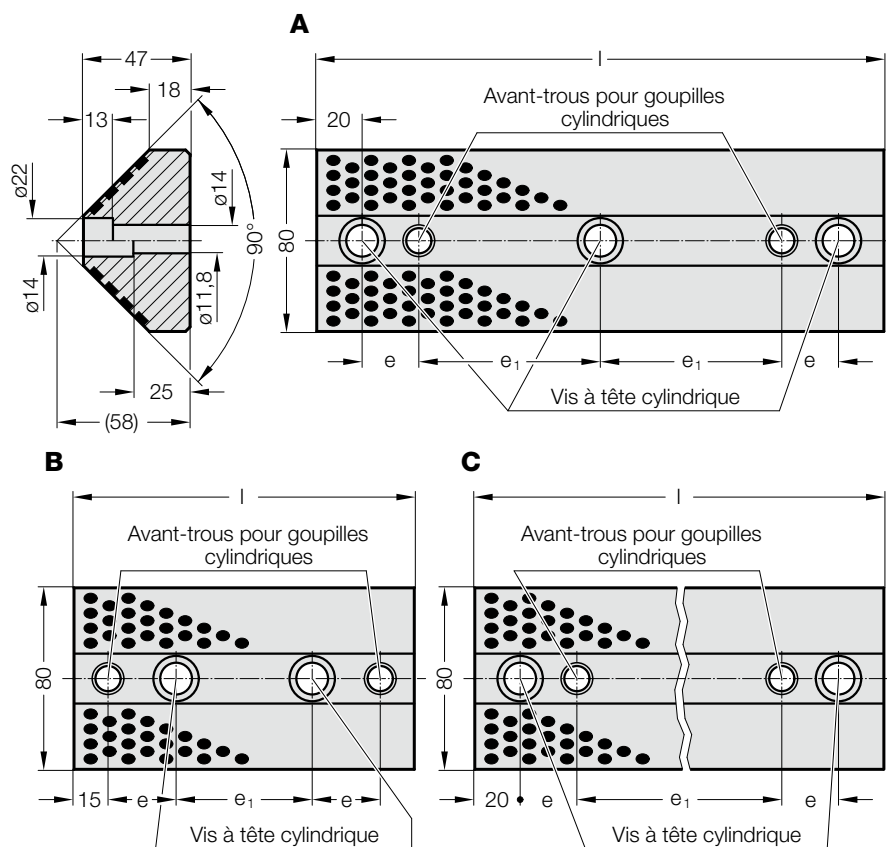 A
47
18
13
ø22
ø14
ø14
90°
ø11,8
25
(58)
l
Avant-trous pour goupilles
cylindriques
20
80
e
e₁
e₁
e
Vis à tête cylindrique
B
l
Avant-trous pour goupilles
cylindriques
80
15
e
e₁
e
Vis à tête cylindrique
C
l
Avant-trous pour goupilles
cylindriques
80
20
e
e₁
e
Vis à tête cylindrique